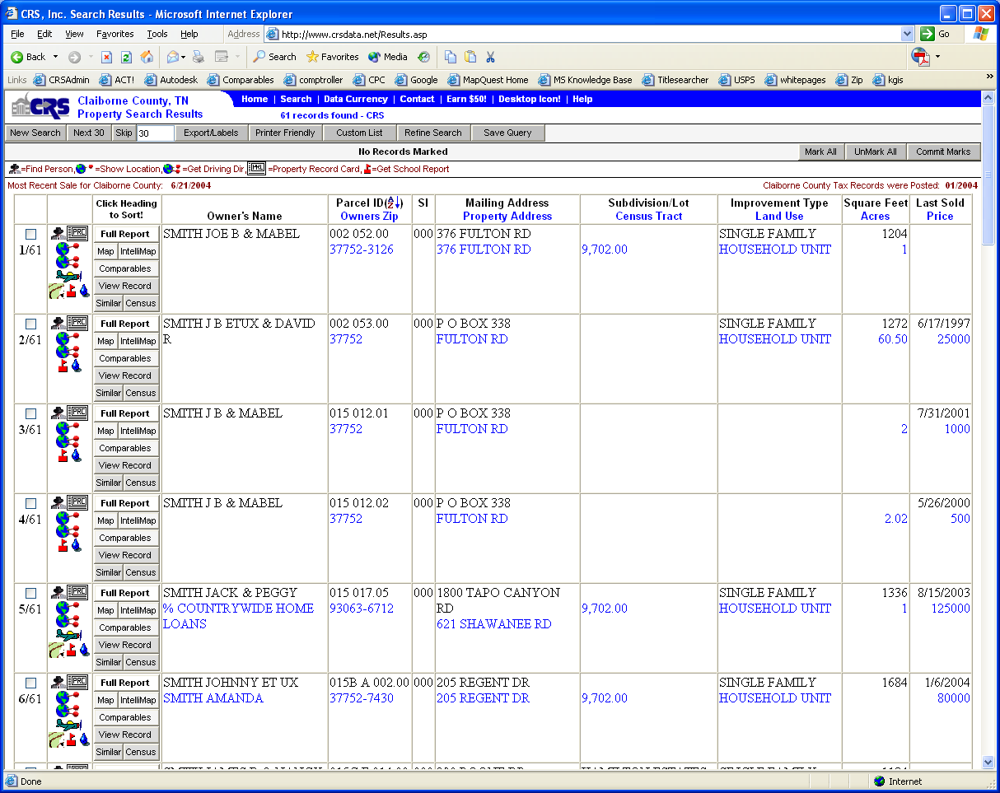 CRS, Inc. Search Results - Microsoft Internet Explorer
File Edit View Favorites Tools Help Address http://www.crsdata.net/Results.asp Go
Back Search Favorites Media
Links CRSAdmin ACT! Autodesk Comparables comptroller CPC Google MapQuest Home MS Knowledge Base Titlesearcher USPS whitepages Zip kgis »
CRS Claiborne County, TN Home | Search | Data Currency | Contact | Earn $50! | Desktop Icon! | Help
Property Search Results 61 records found - CRS
New Search Next 30 Skip 30 Export/Labels Printer Friendly Custom List Refine Search Save Query
No Records Marked Mark All UnMark All Commit Marks
=Find Person, =Show Location, =Get Driving Dir, PRC =Property Record Card, =Get School Report
Most Recent Sale for Claiborne County: 6/21/2004 Claiborne County Tax Records were Posted: 01/2004
Click Heading to Sort! Owner's Name Parcel ID(AZ) SI Mailing Address Subdivision/Lot Improvement Type Square Feet Last Sold
Owners Zip Property Address Census Tract Land Use Acres Price
PRC Full Report SMITH JOE B & MABEL 002 052.00 000 376 FULTON RD SINGLE FAMILY 1204
1/61 Map IntelliMap 37752-3126 376 FULTON RD 9,702.00 HOUSEHOLD UNIT 1
Comparables
View Record
Similar Census
PRC Full Report SMITH J B ETUX & DAVID 002 053.00 000 P O BOX 338 SINGLE FAMILY 1272 6/17/1997
2/61 Map IntelliMap R 37752 FULTON RD HOUSEHOLD UNIT 60.50 25000
Comparables
View Record
Similar Census
PRC Full Report SMITH J B & MABEL 015 012.01 000 P O BOX 338 7/31/2001
3/61 Map IntelliMap 37752 FULTON RD 2 1000
Comparables
View Record
Similar Census
PRC Full Report SMITH J B & MABEL 015 012.02 000 P O BOX 338 5/26/2000
4/61 Map IntelliMap 37752 FULTON RD 2.02 500
Comparables
View Record
Similar Census
PRC Full Report SMITH JACK & PEGGY 015 017.05 000 1800 TAPO CANYON SINGLE FAMILY 1336 8/15/2003
5/61 Map IntelliMap % COUNTRYWIDE HOME 93063-6712 RD 9,702.00 HOUSEHOLD UNIT 1 125000
Comparables LOANS 621 SHAWANEE RD
View Record
Similar Census
PRC Full Report SMITH JOHNNY ET UX 015B A 002.00 000 205 REGENT DR SINGLE FAMILY 1684 1/6/2004
6/61 Map IntelliMap SMITH AMANDA 37752-7430 205 REGENT DR 9,702.00 HOUSEHOLD UNIT 80000
Comparables
View Record
Similar Census
Done Internet